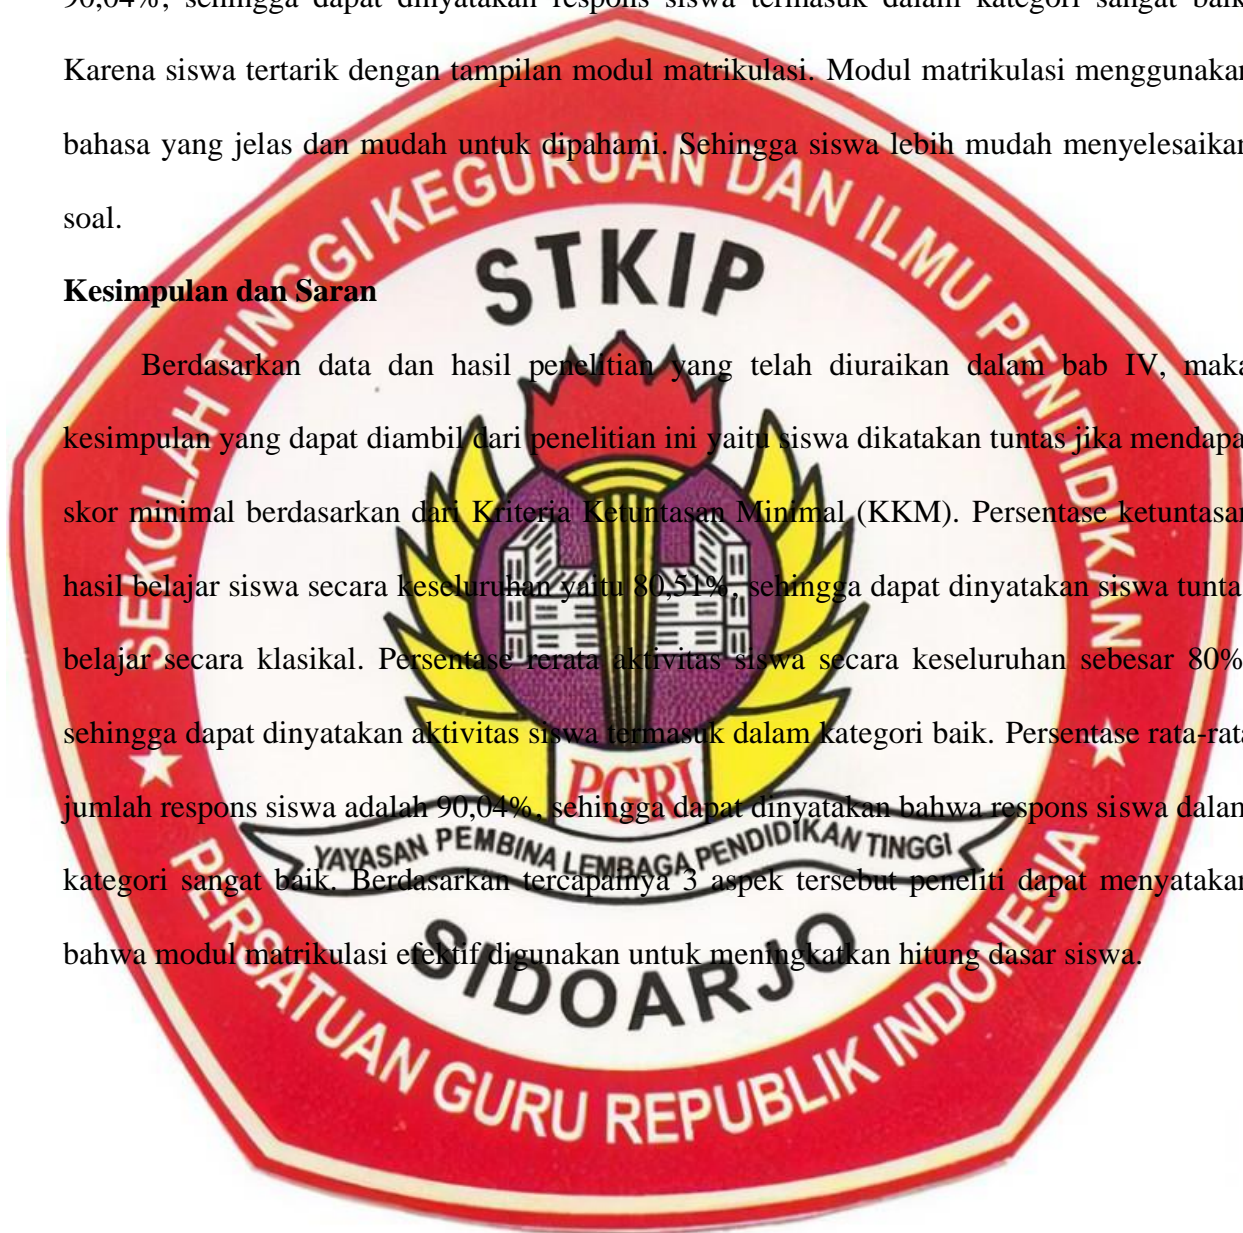 90,04%, sehingga dapat dinyatakan respons siswa termasuk dalam kategori sangat baik
Karena siswa tertarik dengan tampilan modul matrikulasi. Modul matrikulasi menggunakan
bahasa yang jelas dan mudah untuk dipahami. Sehingga siswa lebih mudah menyelesaikan
soal.
Kesimpulan dan Saran
Berdasarkan data dan hasil penelitian yang telah diuraikan dalam bab IV, maka
kesimpulan yang dapat diambil dari penelitian ini yaitu siswa dikatakan tuntas jika mendapa
skor minimal berdasarkan dari Kriteria Ketuntasan Minimal (KKM). Persentase ketuntasan
hasil belajar siswa secara keseluruhan yaitu 80,51%, sehingga dapat dinyatakan siswa tunta
belajar secara klasikal. Persentase rerata aktivitas siswa secara keseluruhan sebesar 80%
sehingga dapat dinyatakan aktivitas siswa termasuk dalam kategori baik. Persentase rata-rata
jumlah respons siswa adalah 90,04%, sehingga dapat dinyatakan bahwa respons siswa dalam
kategori sangat baik. Berdasarkan tercapainya 3 aspek tersebut peneliti dapat menyatakan
bahwa modul matrikulasi efektif digunakan untuk meningkatkan hitung dasar siswa.
SEKOLAH TINGGI KEGURUAN DAN ILMU PENDIDIKAN
STKIP
PGRI
YAYASAN PEMBINA LEMBAGA PENDIDIKAN TINGGI
SIDOARJO
PERSATUAN GURU REPUBLIK INDONESIA